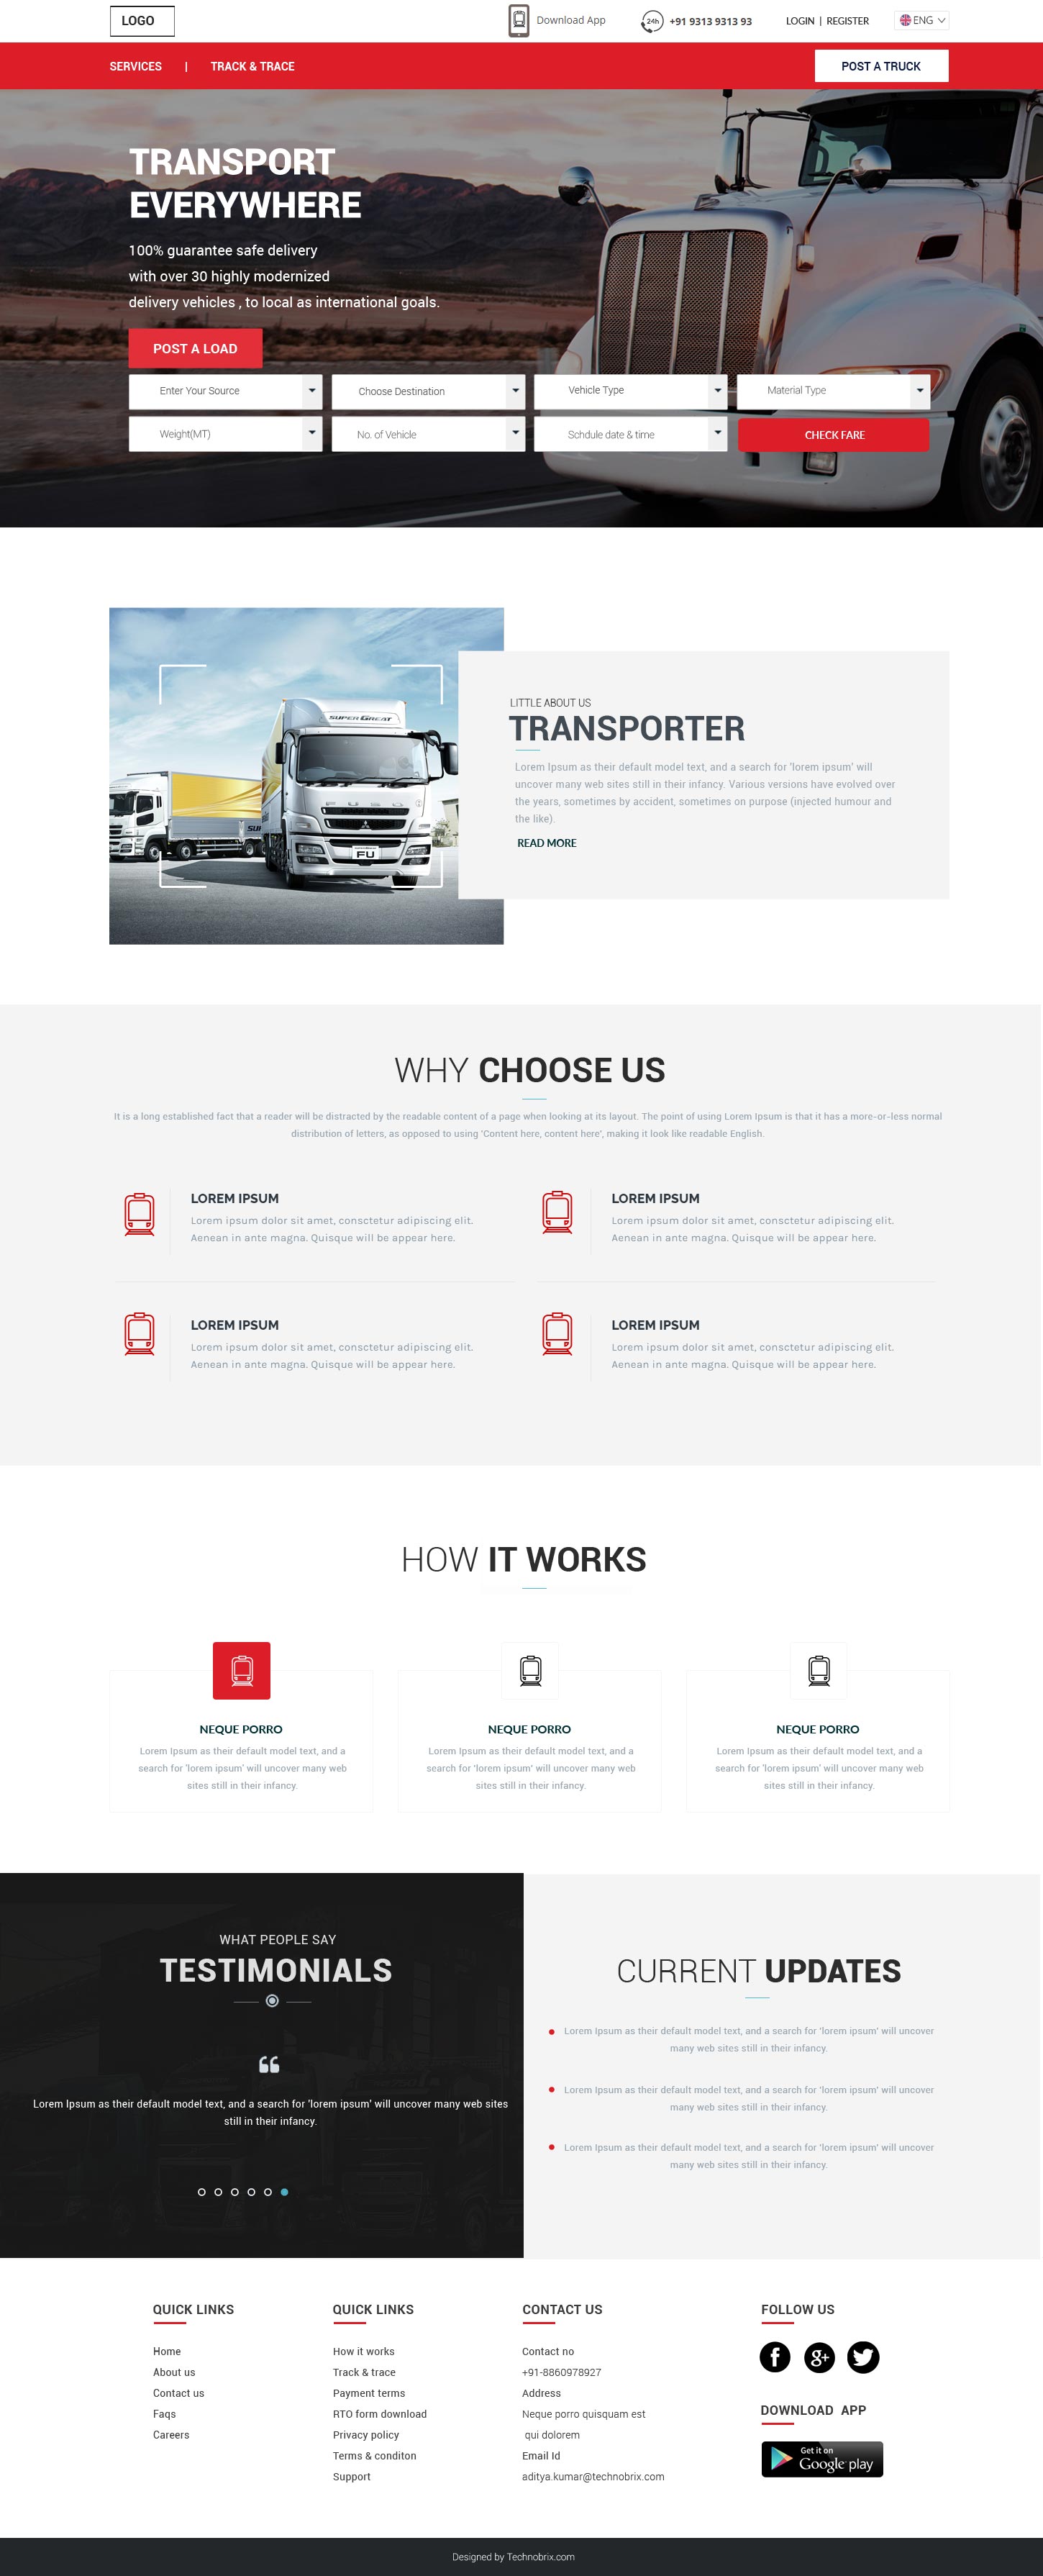 LOGO
Download App
24h
+91 9313 9313 93
LOGIN | REGISTER
ENG
SERVICES | TRACK & TRACE
POST A TRUCK
TRANSPORT
EVERYWHERE
100% guarantee safe delivery
with over 30 highly modernized
delivery vehicles , to local as international goals.
POST A LOAD
Enter Your Source
Choose Destination
Vehicle Type
Material Type
Weight(MT)
No. of Vehicle
Schdule date & time
CHECK FARE
SUPER GREAT
FUSO
FU
SU
LITTLE ABOUT US
TRANSPORTER
Lorem Ipsum as their default model text, and a search for 'lorem ipsum' will
uncover many web sites still in their infancy. Various versions have evolved over
the years, sometimes by accident, sometimes on purpose (injected humour and
the like).
READ MORE
WHY CHOOSE US
It is a long established fact that a reader will be distracted by the readable content of a page when looking at its layout. The point of using Lorem Ipsum is that it has a more-or-less normal
distribution of letters, as opposed to using 'Content here, content here', making it look like readable English.
LOREM IPSUM
Lorem ipsum dolor sit amet, consctetur adipiscing elit.
Aenean in ante magna. Quisque will be appear here.
LOREM IPSUM
Lorem ipsum dolor sit amet, consctetur adipiscing elit.
Aenean in ante magna. Quisque will be appear here.
LOREM IPSUM
Lorem ipsum dolor sit amet, consctetur adipiscing elit.
Aenean in ante magna. Quisque will be appear here.
LOREM IPSUM
Lorem ipsum dolor sit amet, consctetur adipiscing elit.
Aenean in ante magna. Quisque will be appear here.
HOW IT WORKS
NEQUE PORRO
Lorem Ipsum as their default model text, and a
search for 'lorem ipsum' will uncover many web
sites still in their infancy.
NEQUE PORRO
Lorem Ipsum as their default model text, and a
search for 'lorem ipsum' will uncover many web
sites still in their infancy.
NEQUE PORRO
Lorem Ipsum as their default model text, and a
search for 'lorem ipsum' will uncover many web
sites still in their infancy.
WHAT PEOPLE SAY
TESTIMONIALS
Lorem Ipsum as their default model text, and a search for 'lorem ipsum' will uncover many web sites
still in their infancy.
CURRENT UPDATES
Lorem Ipsum as their default model text, and a search for 'lorem ipsum' will uncover
many web sites still in their infancy.
Lorem Ipsum as their default model text, and a search for 'lorem ipsum' will uncover
many web sites still in their infancy.
Lorem Ipsum as their default model text, and a search for 'lorem ipsum' will uncover
many web sites still in their infancy.
QUICK LINKS
Home
About us
Contact us
Faqs
Careers
QUICK LINKS
How it works
Track & trace
Payment terms
RTO form download
Privacy policy
Terms & conditon
Support
CONTACT US
Contact no
+91-8860978927
Address
Neque porro quisquam est
qui dolorem
Email Id
aditya.kumar@technobrix.com
FOLLOW US
DOWNLOAD APP
Get it on
Google play
Designed by Technobrix.com